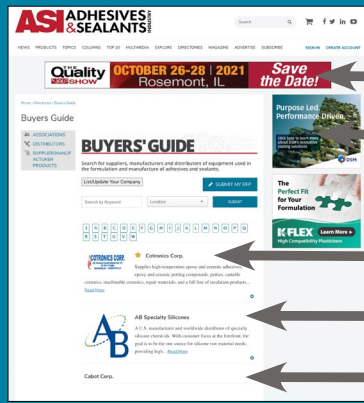 ASI ADHESIVES & SEALANTS INDUSTRY
Search
NEWS PRODUCTS TOPICS COLUMNS TOP 20 MULTIMEDIA EXPLORE DIRECTORIES MAGAZINE ADVERTISE SUBSCRIBE
SIGN IN CREATE ACCOUNT
The Quality SHOW
OCTOBER 26-28 | 2021
Rosemont, IL
Save the Date!
Home » Directories » Buyers Guide
Buyers Guide
ASSOCIATIONS
DISTRIBUTORS
SUPPLIER/MANUF
ACTURER
PRODUCTS
BUYERS' GUIDE
Search for suppliers, manufacturers and distributors of equipment used in
the formulation and manufacture of adhesives and sealants.
List/Update Your Company
SUBMIT MY RFP
Search by Keyword
Location
SUBMIT
COTRONICS CORP.
Cotronics Corp.
Supplies high-temperature epoxy and ceramic adhesives,
epoxy and ceramic potting compounds, putties, castable
ceramics, machinable ceramics, repair materials, and a full line of insulation products...
Read More
AB
AB Specialty Silicones
A U.S. manufacturer and worldwide distributor of specialty
silicone chemicals. With customer focus at the forefront, the
goal is to be the one source for silicone raw material needs,
providing high... Read More
Cabot Corp.
Purpose Led.
Performance Driven.
DSM
The
Perfect Fit
for Your
Formulation
K-FLEX
Learn More
High Compatibility Plasticizers